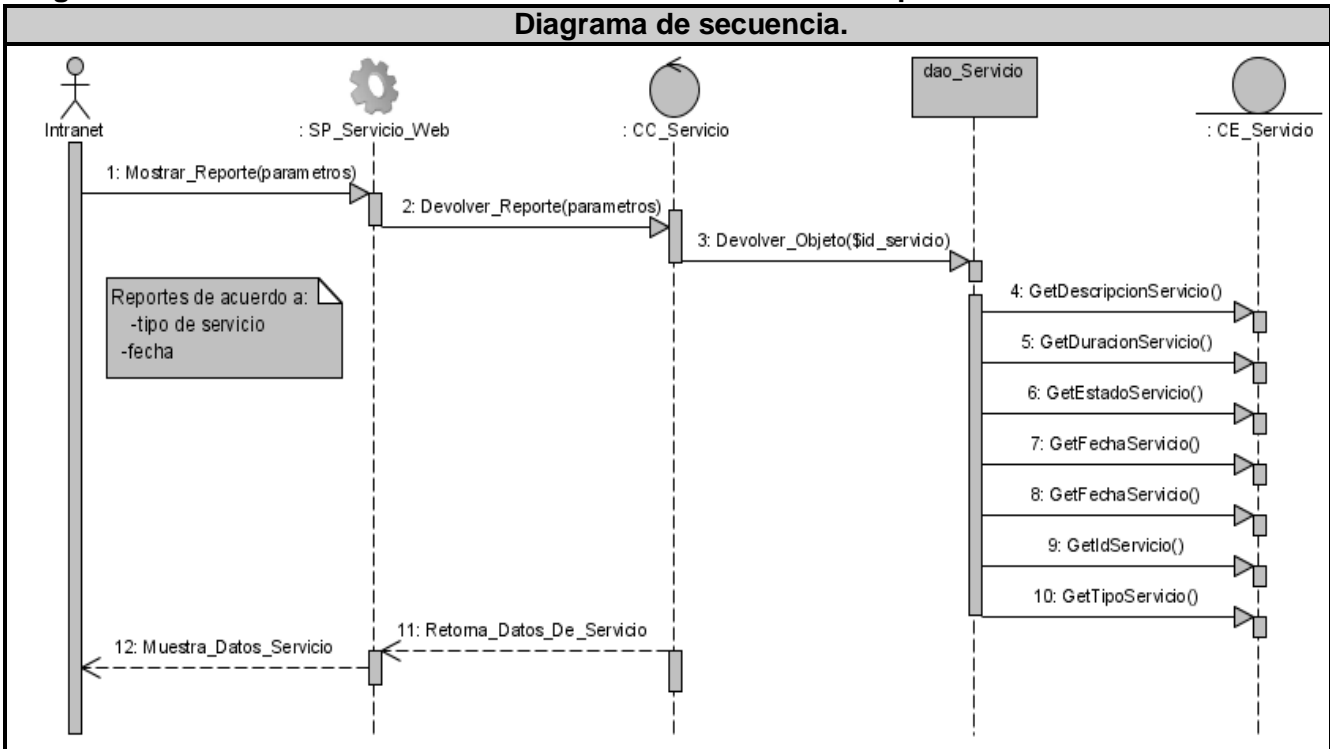 Diagrama de secuencia.
dao_Servicio
Intranet
: SP_Servicio_Web
: CC_Servicio
: CE_Servicio
1: Mostrar_Reporte(parametros)
2: Devolver_Reporte(parametros)
3: Devolver_Objeto($id_servicio)
Reportes de acuerdo a:
-tipo de servicio
-fecha
4: GetDescripcionServicio()
5: GetDuracionServicio()
6: GetEstadoServicio()
7: GetFechaServicio()
8: GetFechaServicio()
9: GetIdServicio()
10: GetTipoServicio()
11: Retorna_Datos_De_Servicio
12: Muestra_Datos_Servicio